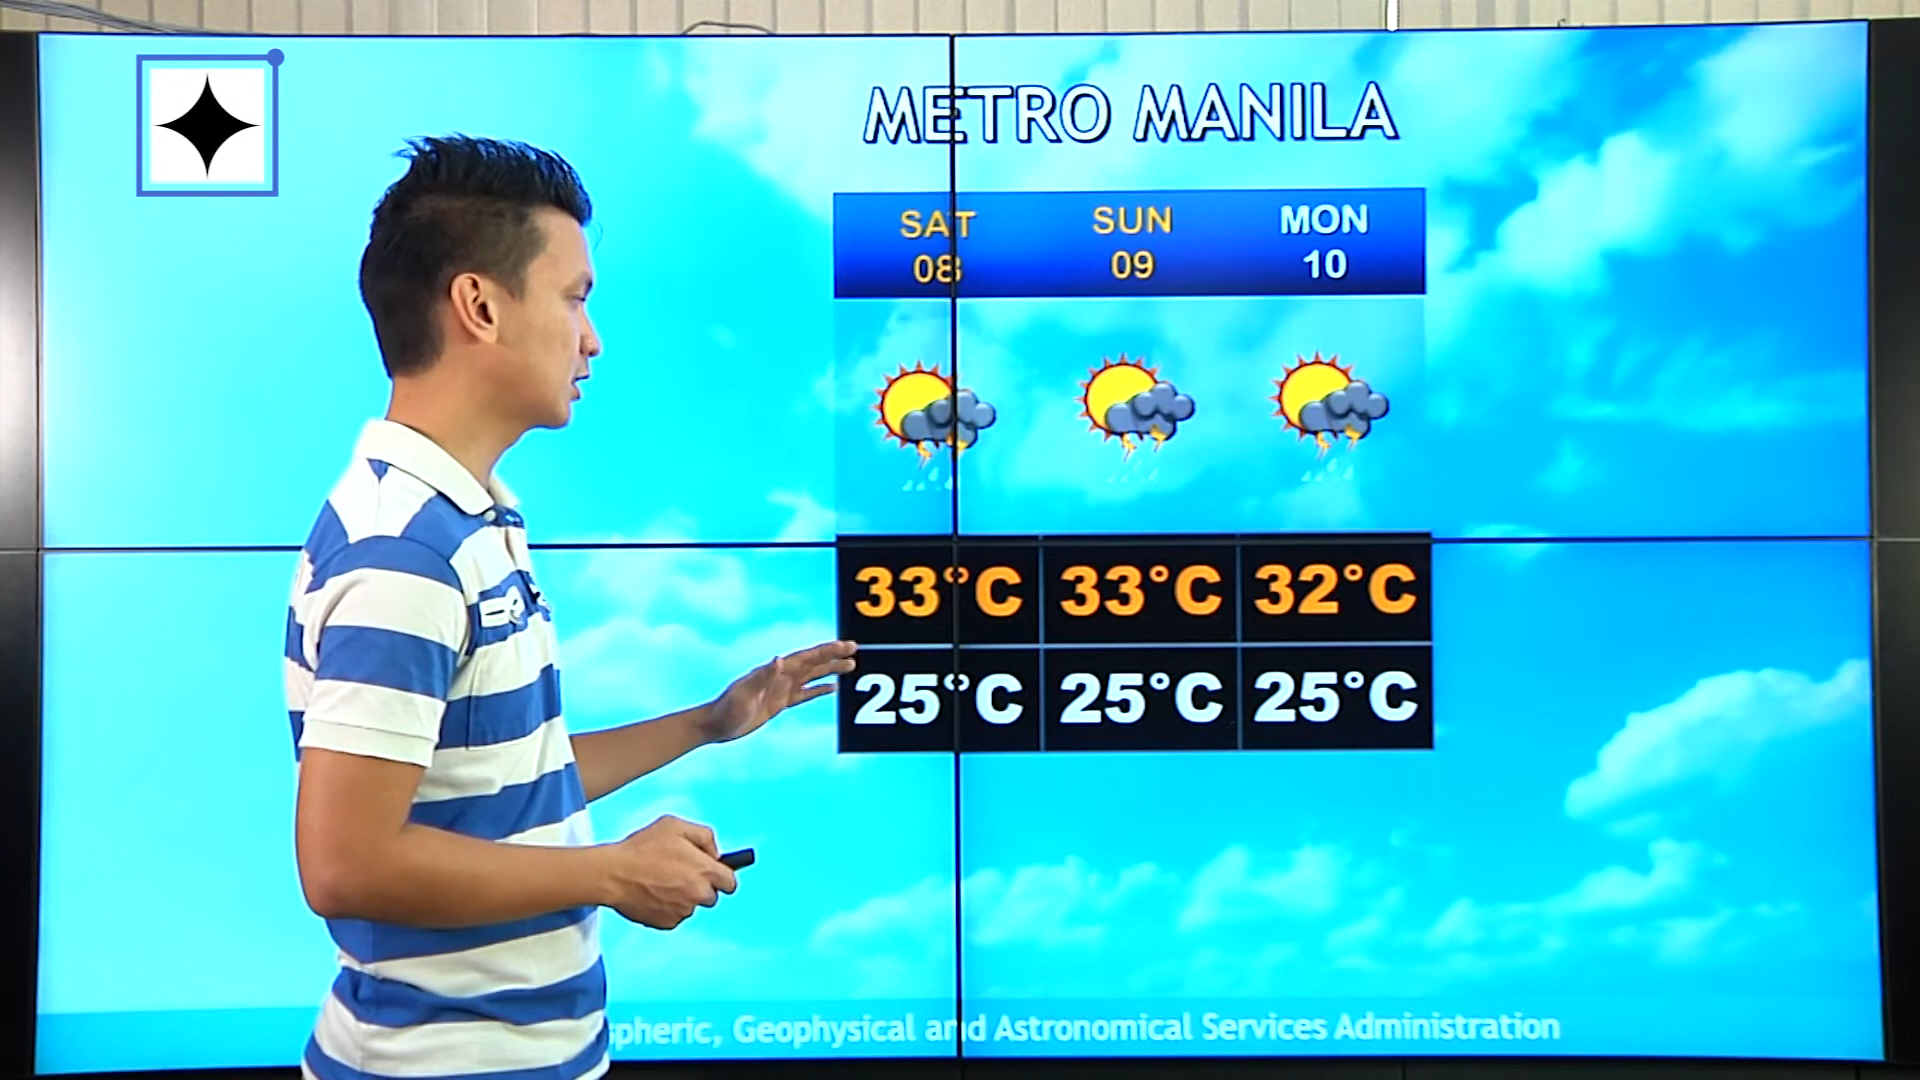 METRO MANILA
SAT SUN MON
08 09 10
33°C 33°C 32°C
25°C 25°C 25°C
spheric, Geophysical and Astronomical Services Administration